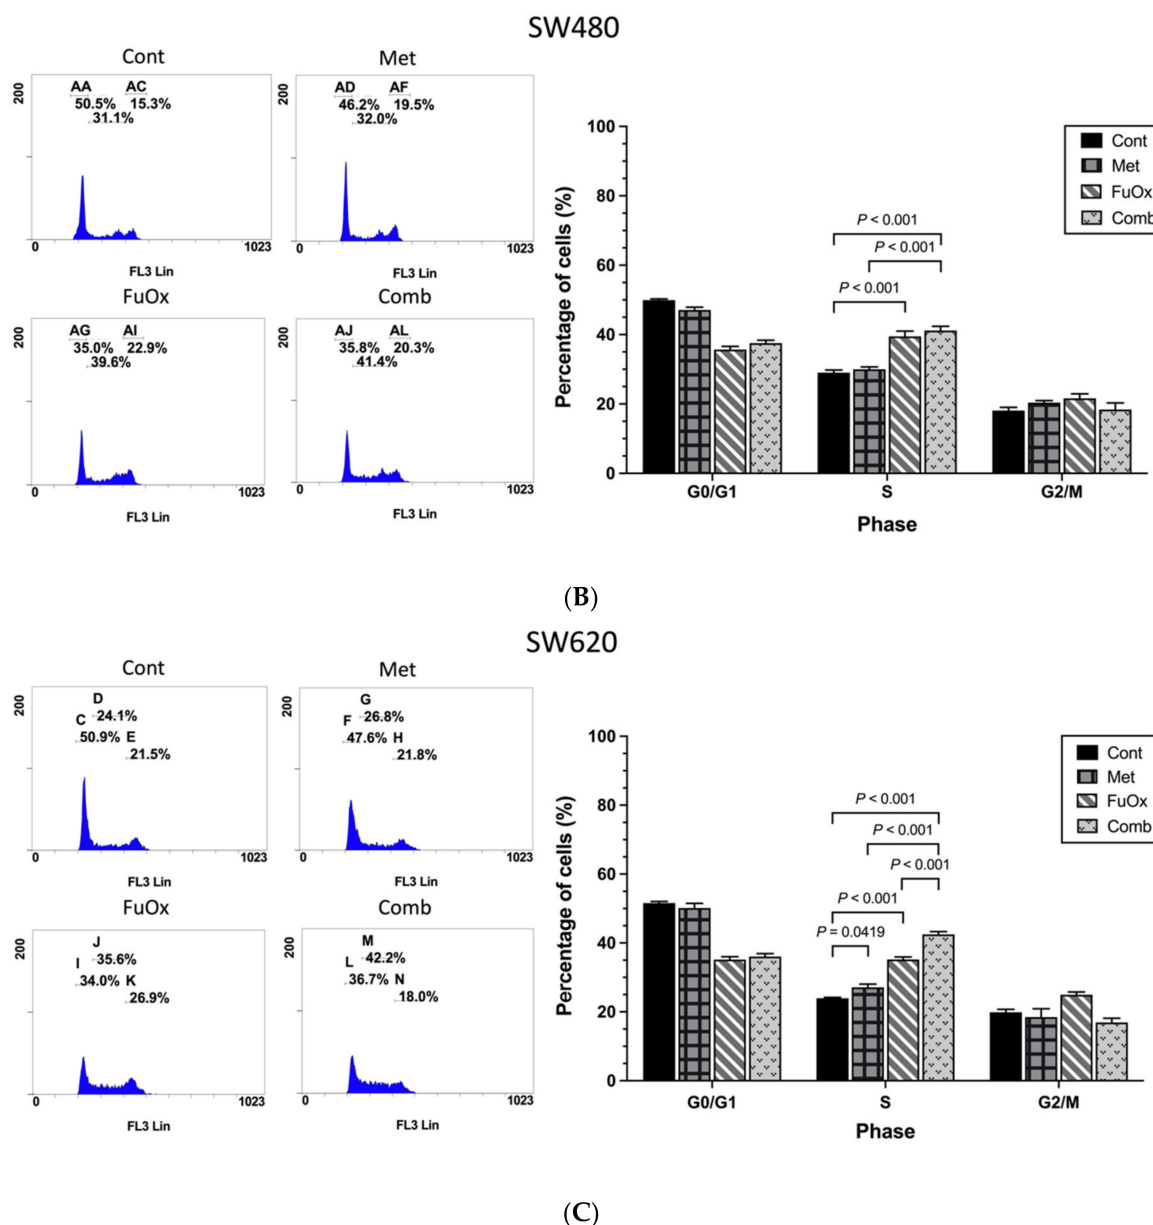 SW480
Cont
Met
200
AA
AC
50.5%
15.3%
31.1%
0
1023
FL3 Lin
200
AD
AF
46.2%
19.5%
32.0%
0
1023
FL3 Lin
FuOx
Comb
200
AG
AI
35.0%
22.9%
39.6%
0
1023
FL3 Lin
200
AJ
AL
35.8%
20.3%
41.4%
0
1023
FL3 Lin
Percentage of cells (%)
100
80
60
40
20
0
Cont
Met
FuOx
Comb
P < 0.001
P < 0.001
P < 0.001
G0/G1
S
G2/M
Phase
(B)
SW620
Cont
Met
200
D
24.1%
C
50.9%
E
21.5%
0
1023
FL3 Lin
200
G
26.8%
F
47.6%
H
21.8%
0
1023
FL3 Lin
FuOx
Comb
200
J
35.6%
I
34.0%
K
26.9%
0
1023
FL3 Lin
200
M
42.2%
L
36.7%
N
18.0%
0
1023
FL3 Lin
Percentage of cells (%)
100
80
60
40
20
0
Cont
Met
FuOx
Comb
P < 0.001
P < 0.001
P < 0.001
P < 0.001
P = 0.0419
G0/G1
S
G2/M
Phase
(C)